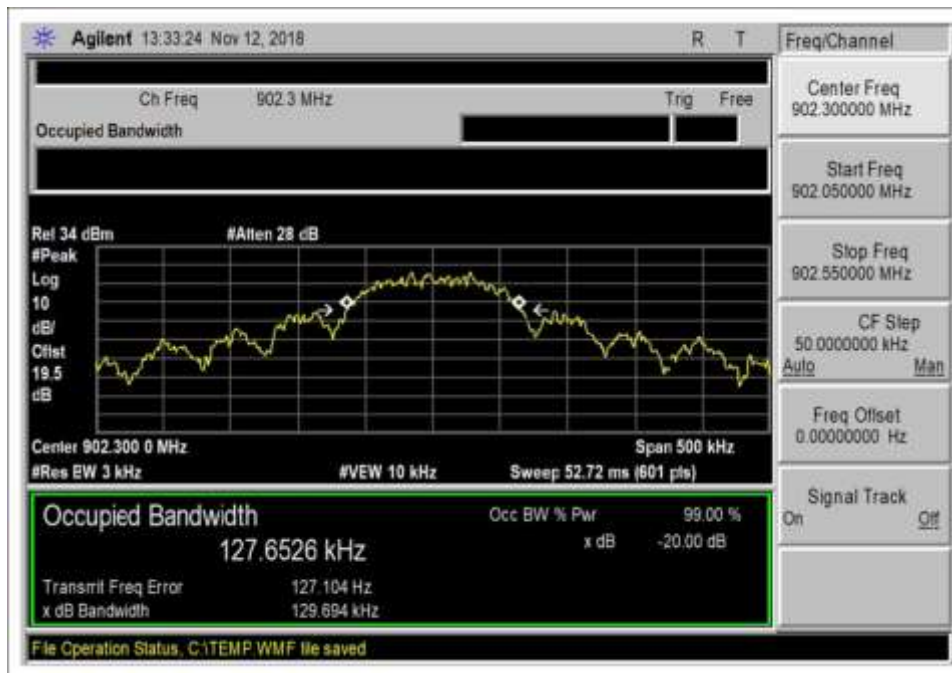 Agilent 13:33:24 Nov 12, 2018 R T
Freq/Channel
Ch Freq 902.3 MHz Trig Free
Occupied Bandwidth
Center Freq
902.300000 MHz
Start Freq
902.050000 MHz
Stop Freq
902.550000 MHz
CF Step
50.0000000 kHz
Auto Man
Freq Offset
0.00000000 Hz
Signal Track
On Off
Ref 34 dBm #Atten 28 dB
#Peak
Log
10
dB/
Offst
19.5
dB
Center 902.300 0 MHz Span 500 kHz
#Res BW 3 kHz #VBW 10 kHz Sweep 52.72 ms (601 pts)
Occupied Bandwidth Occ BW % Pwr 99.00 %
127.6526 kHz x dB -20.00 dB
Transmit Freq Error 127.104 Hz
x dB Bandwidth 129.694 kHz
File Operation Status, C:\TEMP.WMF file saved